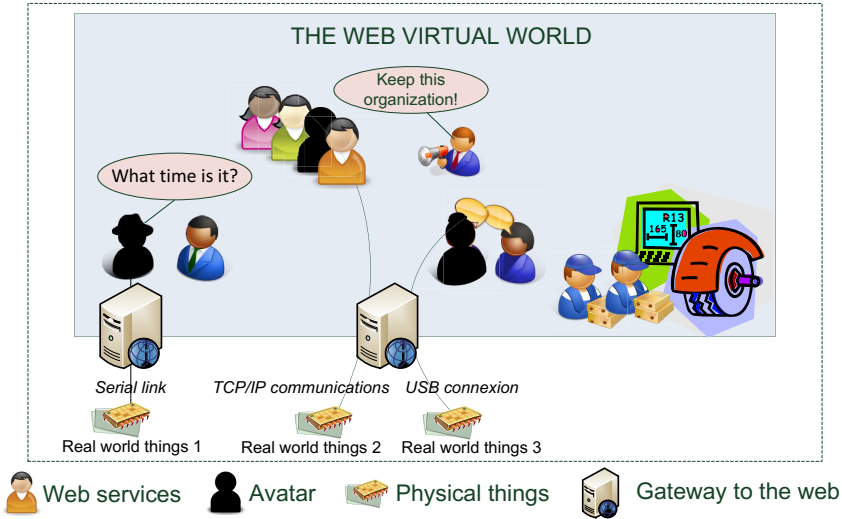 THE WEB VIRTUAL WORLD
Keep this
organization!
What time is it?
R13
165
80
Serial link
TCP/IP communications
USB connexion
Real world things 1
Real world things 2
Real world things 3
Web services
Avatar
Physical things
Gateway to the web